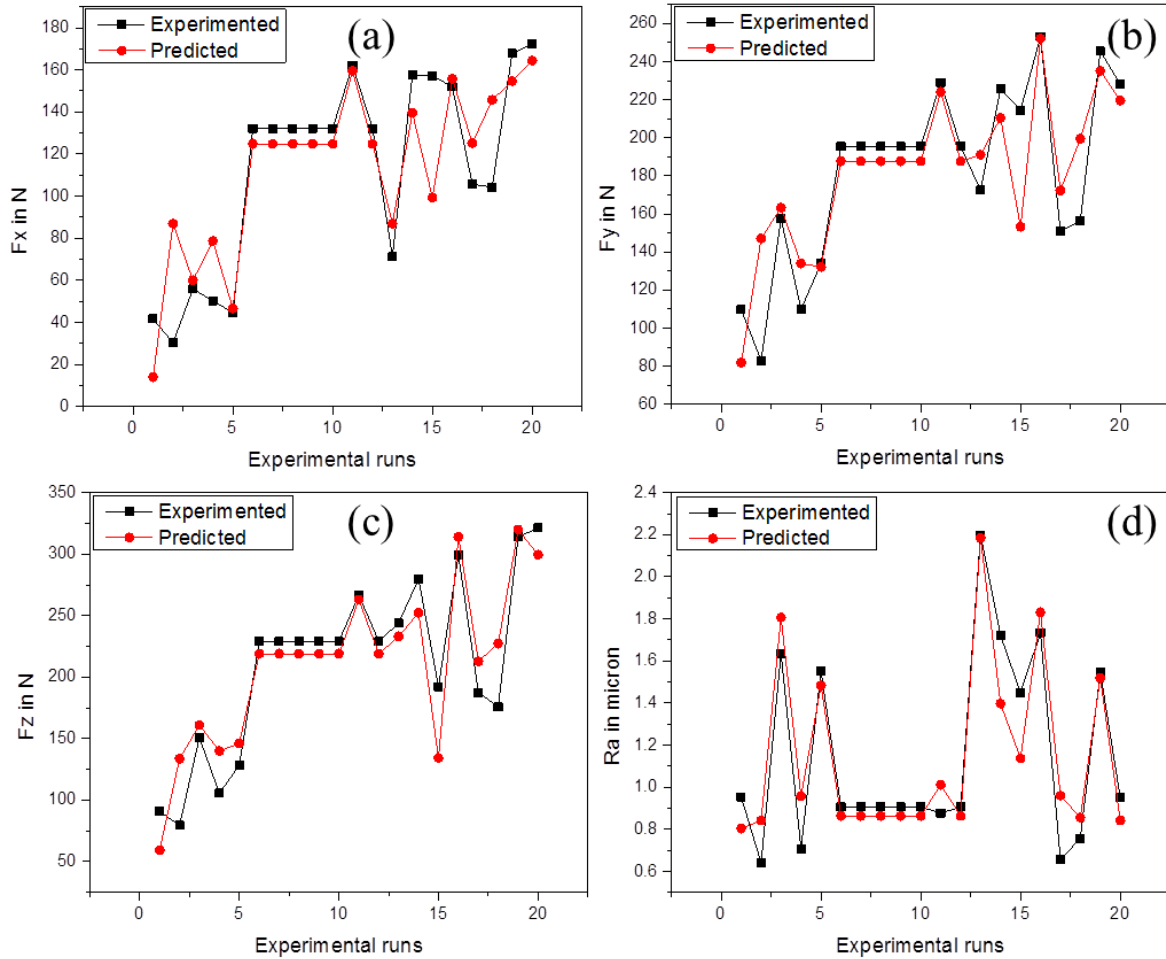 Experimented
Predicted
(a)
180
160
140
120
100
80
60
40
20
0
Fx in N
0 5 10 15 20
Experimental runs
Experimented
Predicted
(b)
260
240
220
200
180
160
140
120
100
80
60
Fy in N
0 5 10 15 20
Experimental runs
Experimented
Predicted
(c)
350
300
250
200
150
100
50
Fz in N
0 5 10 15 20
Experimental runs
Experimented
Predicted
(d)
2.4
2.2
2.0
1.8
1.6
1.4
1.2
1.0
0.8
0.6
Ra in micron
0 5 10 15 20
Experimental runs